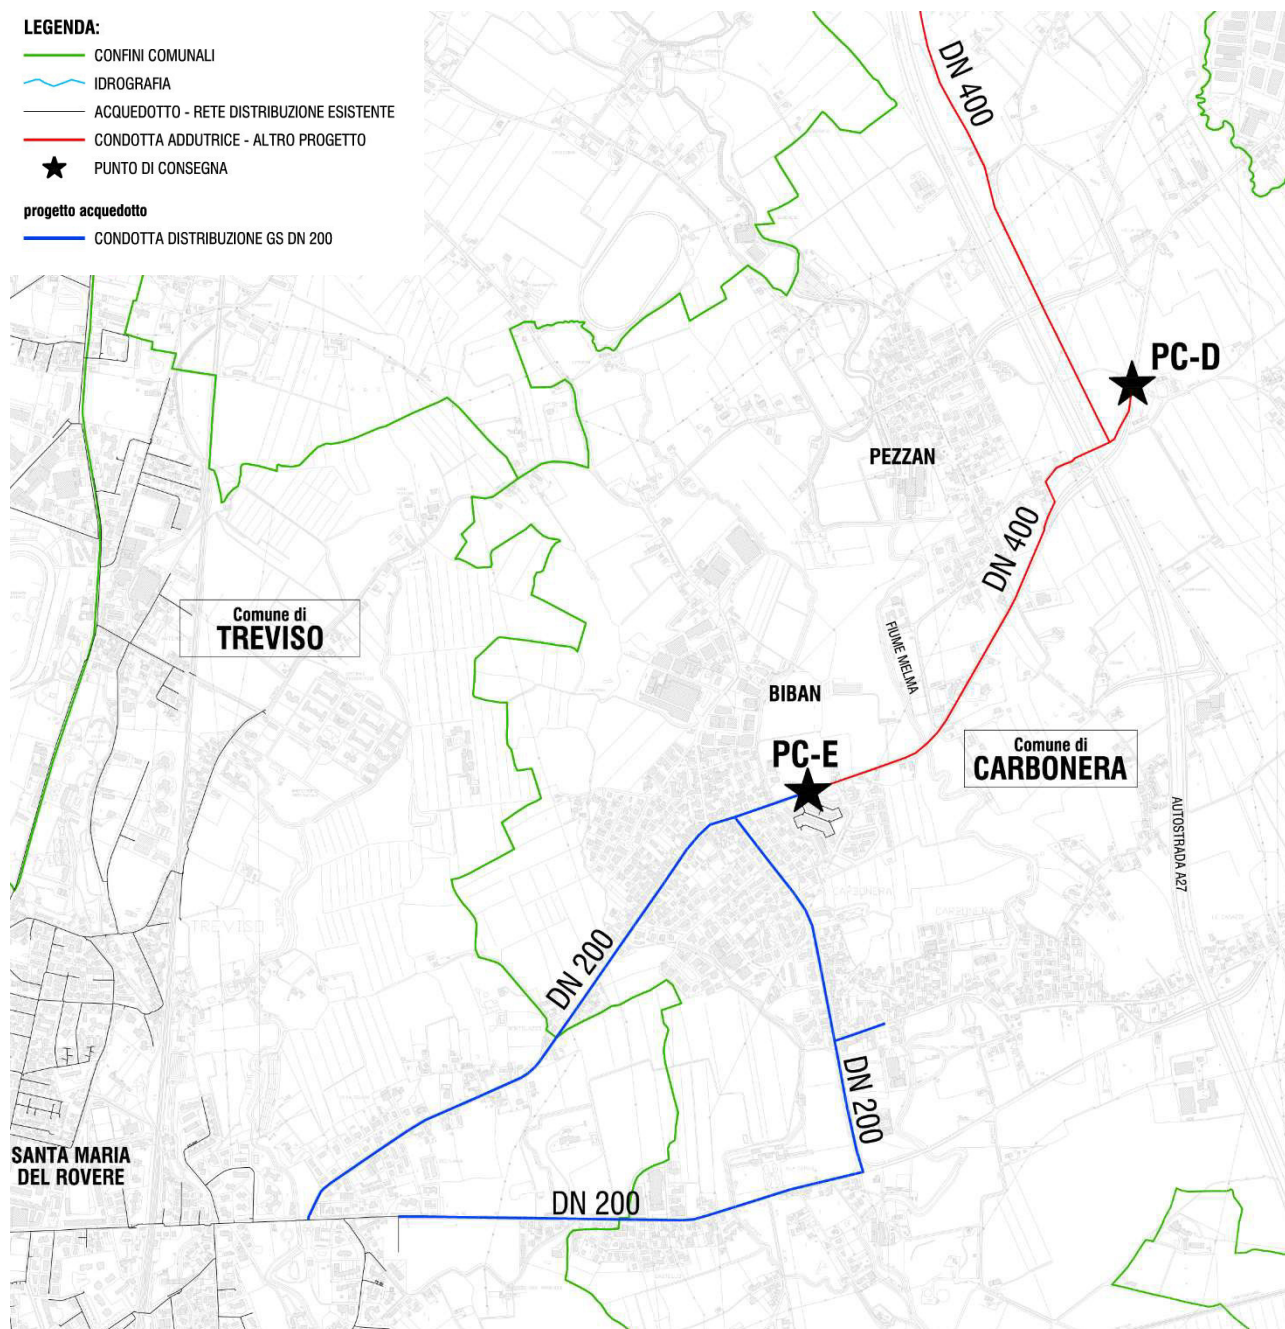 LEGENDA:
CONFINI COMUNALI
IDROGRAFIA
ACQUEDOTTO - RETE DISTRIBUZIONE ESISTENTE
CONDOTTA ADDUTRICE - ALTRO PROGETTO
PUNTO DI CONSEGNA
progetto acquedotto
CONDOTTA DISTRIBUZIONE GS DN 200
DN 400
PC-D
PEZZAN
DN 400
Comune di
TREVISO
FIUME MELMA
BIBAN
PC-E
Comune di
CARBONERA
AUTOSTRADA A27
TREVISO
CARBONERA
DN 200
DN 200
SANTA MARIA
DEL ROVERE
DN 200